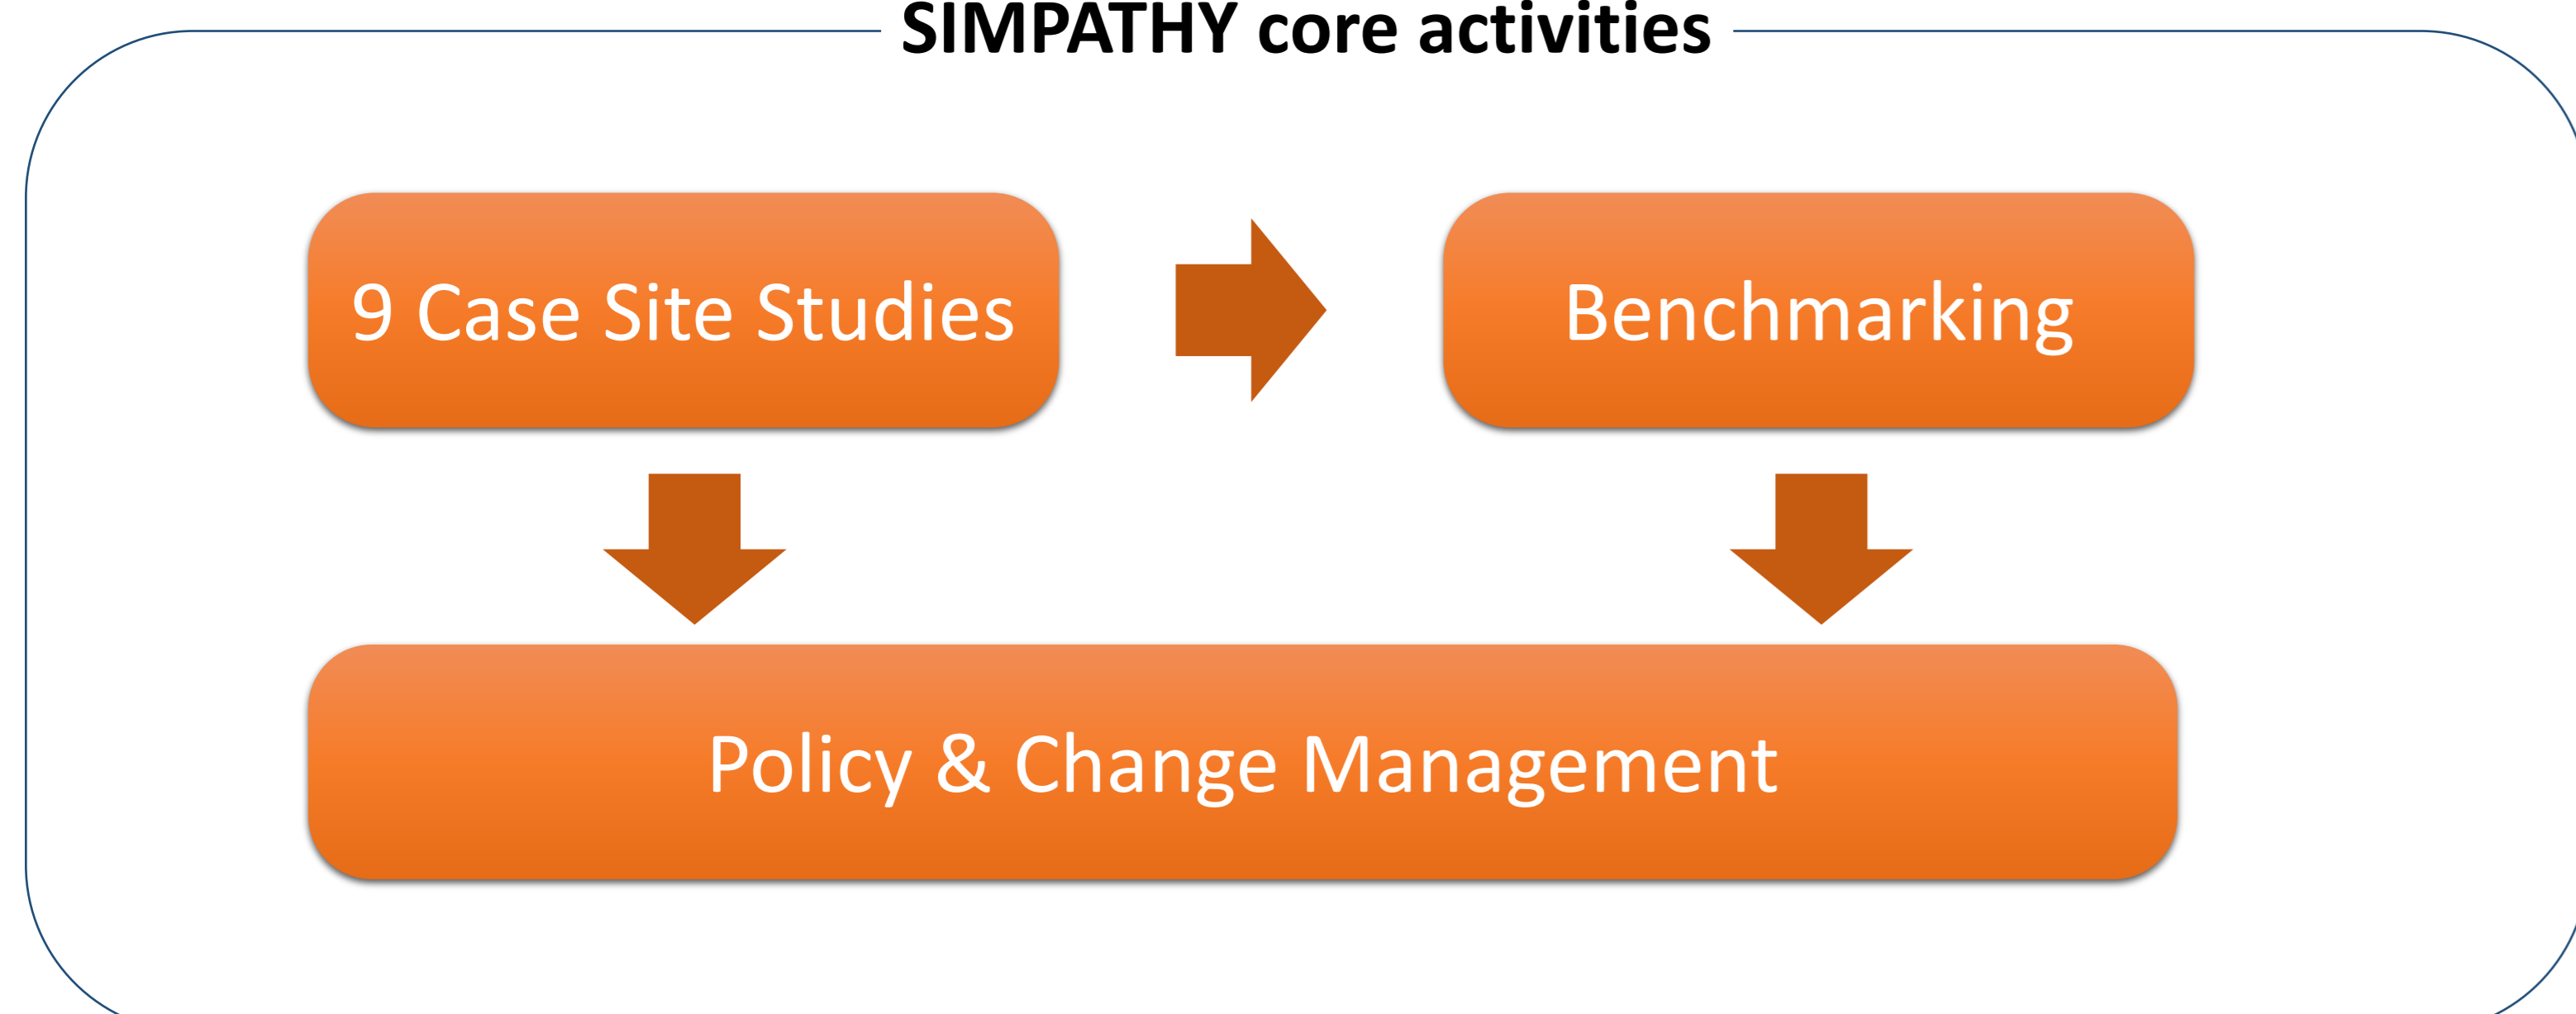 SIMPATHY core activities
9 Case Site Studies
Benchmarking
Policy & Change Management